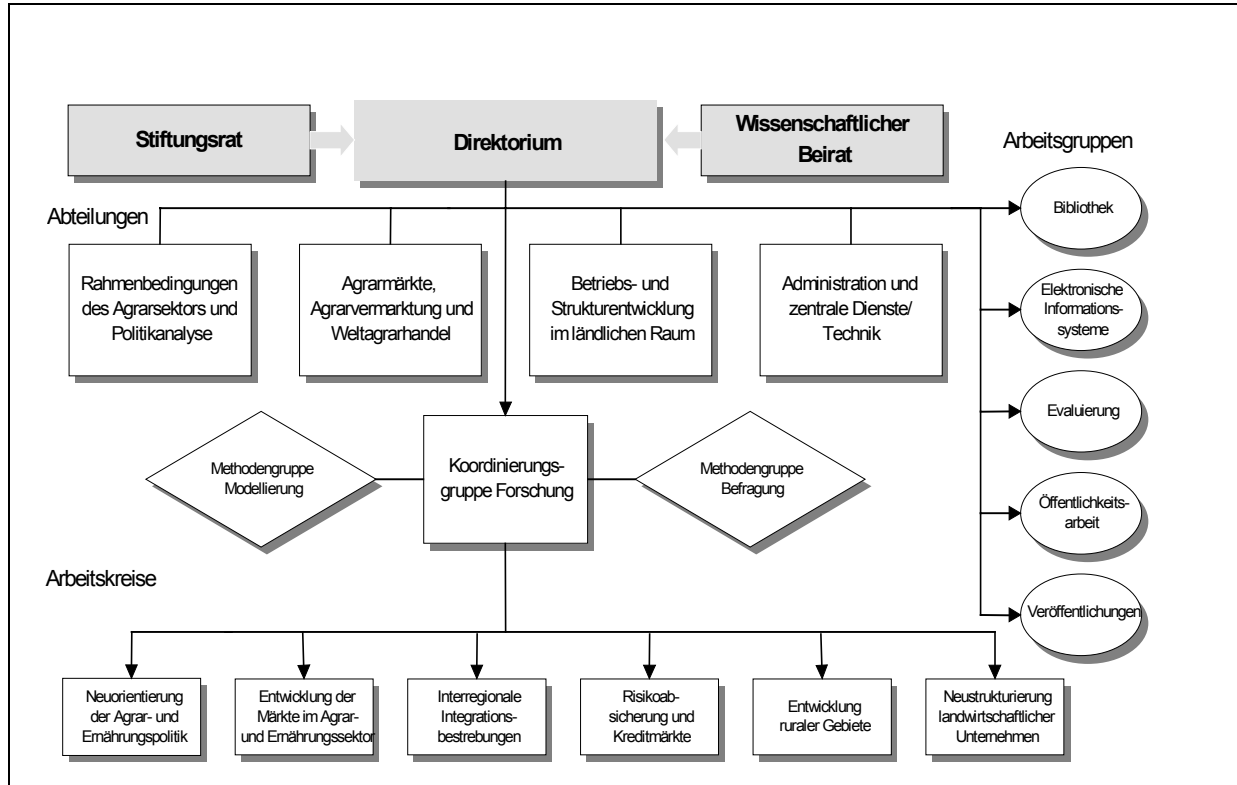 Stiftungsrat
Direktorium
Wissenschaftlicher
Beirat
Arbeitsgruppen
Abteilungen
Rahmenbedingungen
des Agrarsektors und
Politikanalyse
Agrarmärkte,
Agrarvermarktung und
Weltagrarhandel
Betriebs- und
Strukturentwicklung
im ländlichen Raum
Administration und
zentrale Dienste/
Technik
Bibliothek
Elektronische
Informations-
systeme
Evaluierung
Öffentlichkeits-
arbeit
Veröffentlichungen
Methodengruppe
Modellierung
Koordinierungs-
gruppe Forschung
Methodengruppe
Befragung
Arbeitskreise
Neuorientierung
der Agrar- und
Ernährungspolitik
Entwicklung der
Märkte im Agrar-
und Ernährungssektor
Interregionale
Integrations-
bestrebungen
Risikoab-
sicherung und
Kreditmärkte
Entwicklung
ruraler Gebiete
Neustrukturierung
landwirtschaftlicher
Unternehmen